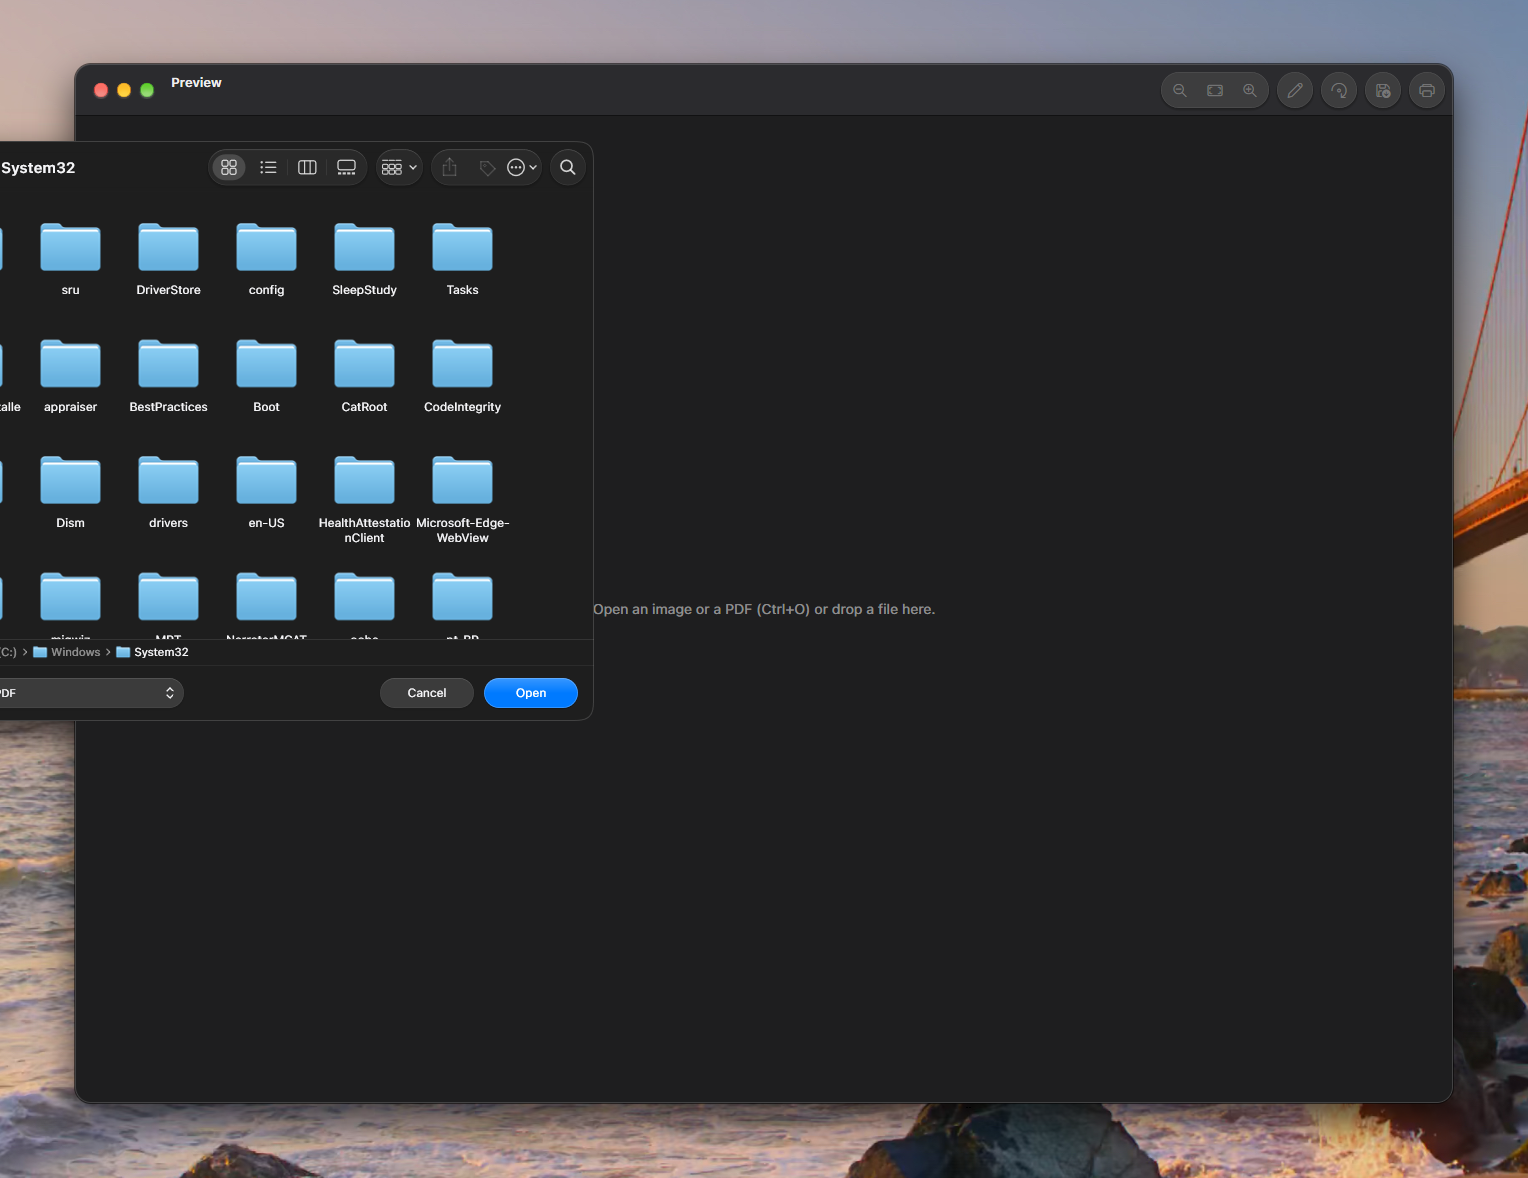 Preview
System32
sru
DriverStore
config
SleepStudy
Tasks
appraiser
BestPractices
Boot
CatRoot
CodeIntegrity
Dism
drivers
en-US
HealthAttestatio
nClient
Microsoft-Edge-
WebView
Open an image or a PDF (Ctrl+O) or drop a file here.
(C:) > Windows > System32
PDF
Cancel
Open